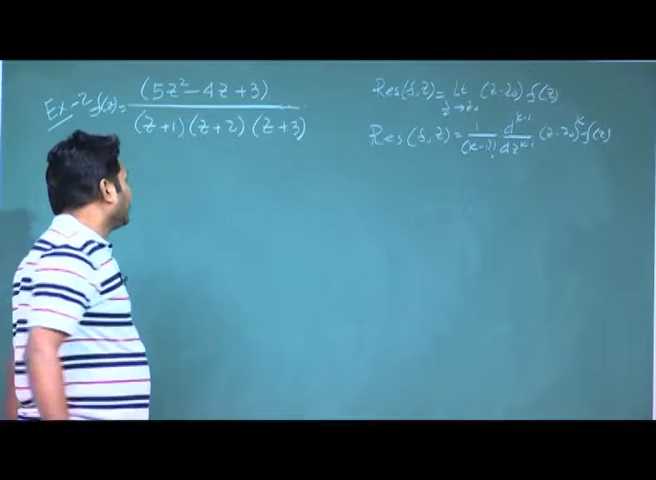 Ex-2 f(z) = (5z² - 4z + 3) / (z+1)(z+2)(z+3)
Res(f, z) = Lt z→z₀ (z-z₀) f(z)
Res(f, z) = 1/(k-1)! d^(k-1)/dz^(k-1) (z-z₀)^k f(z)